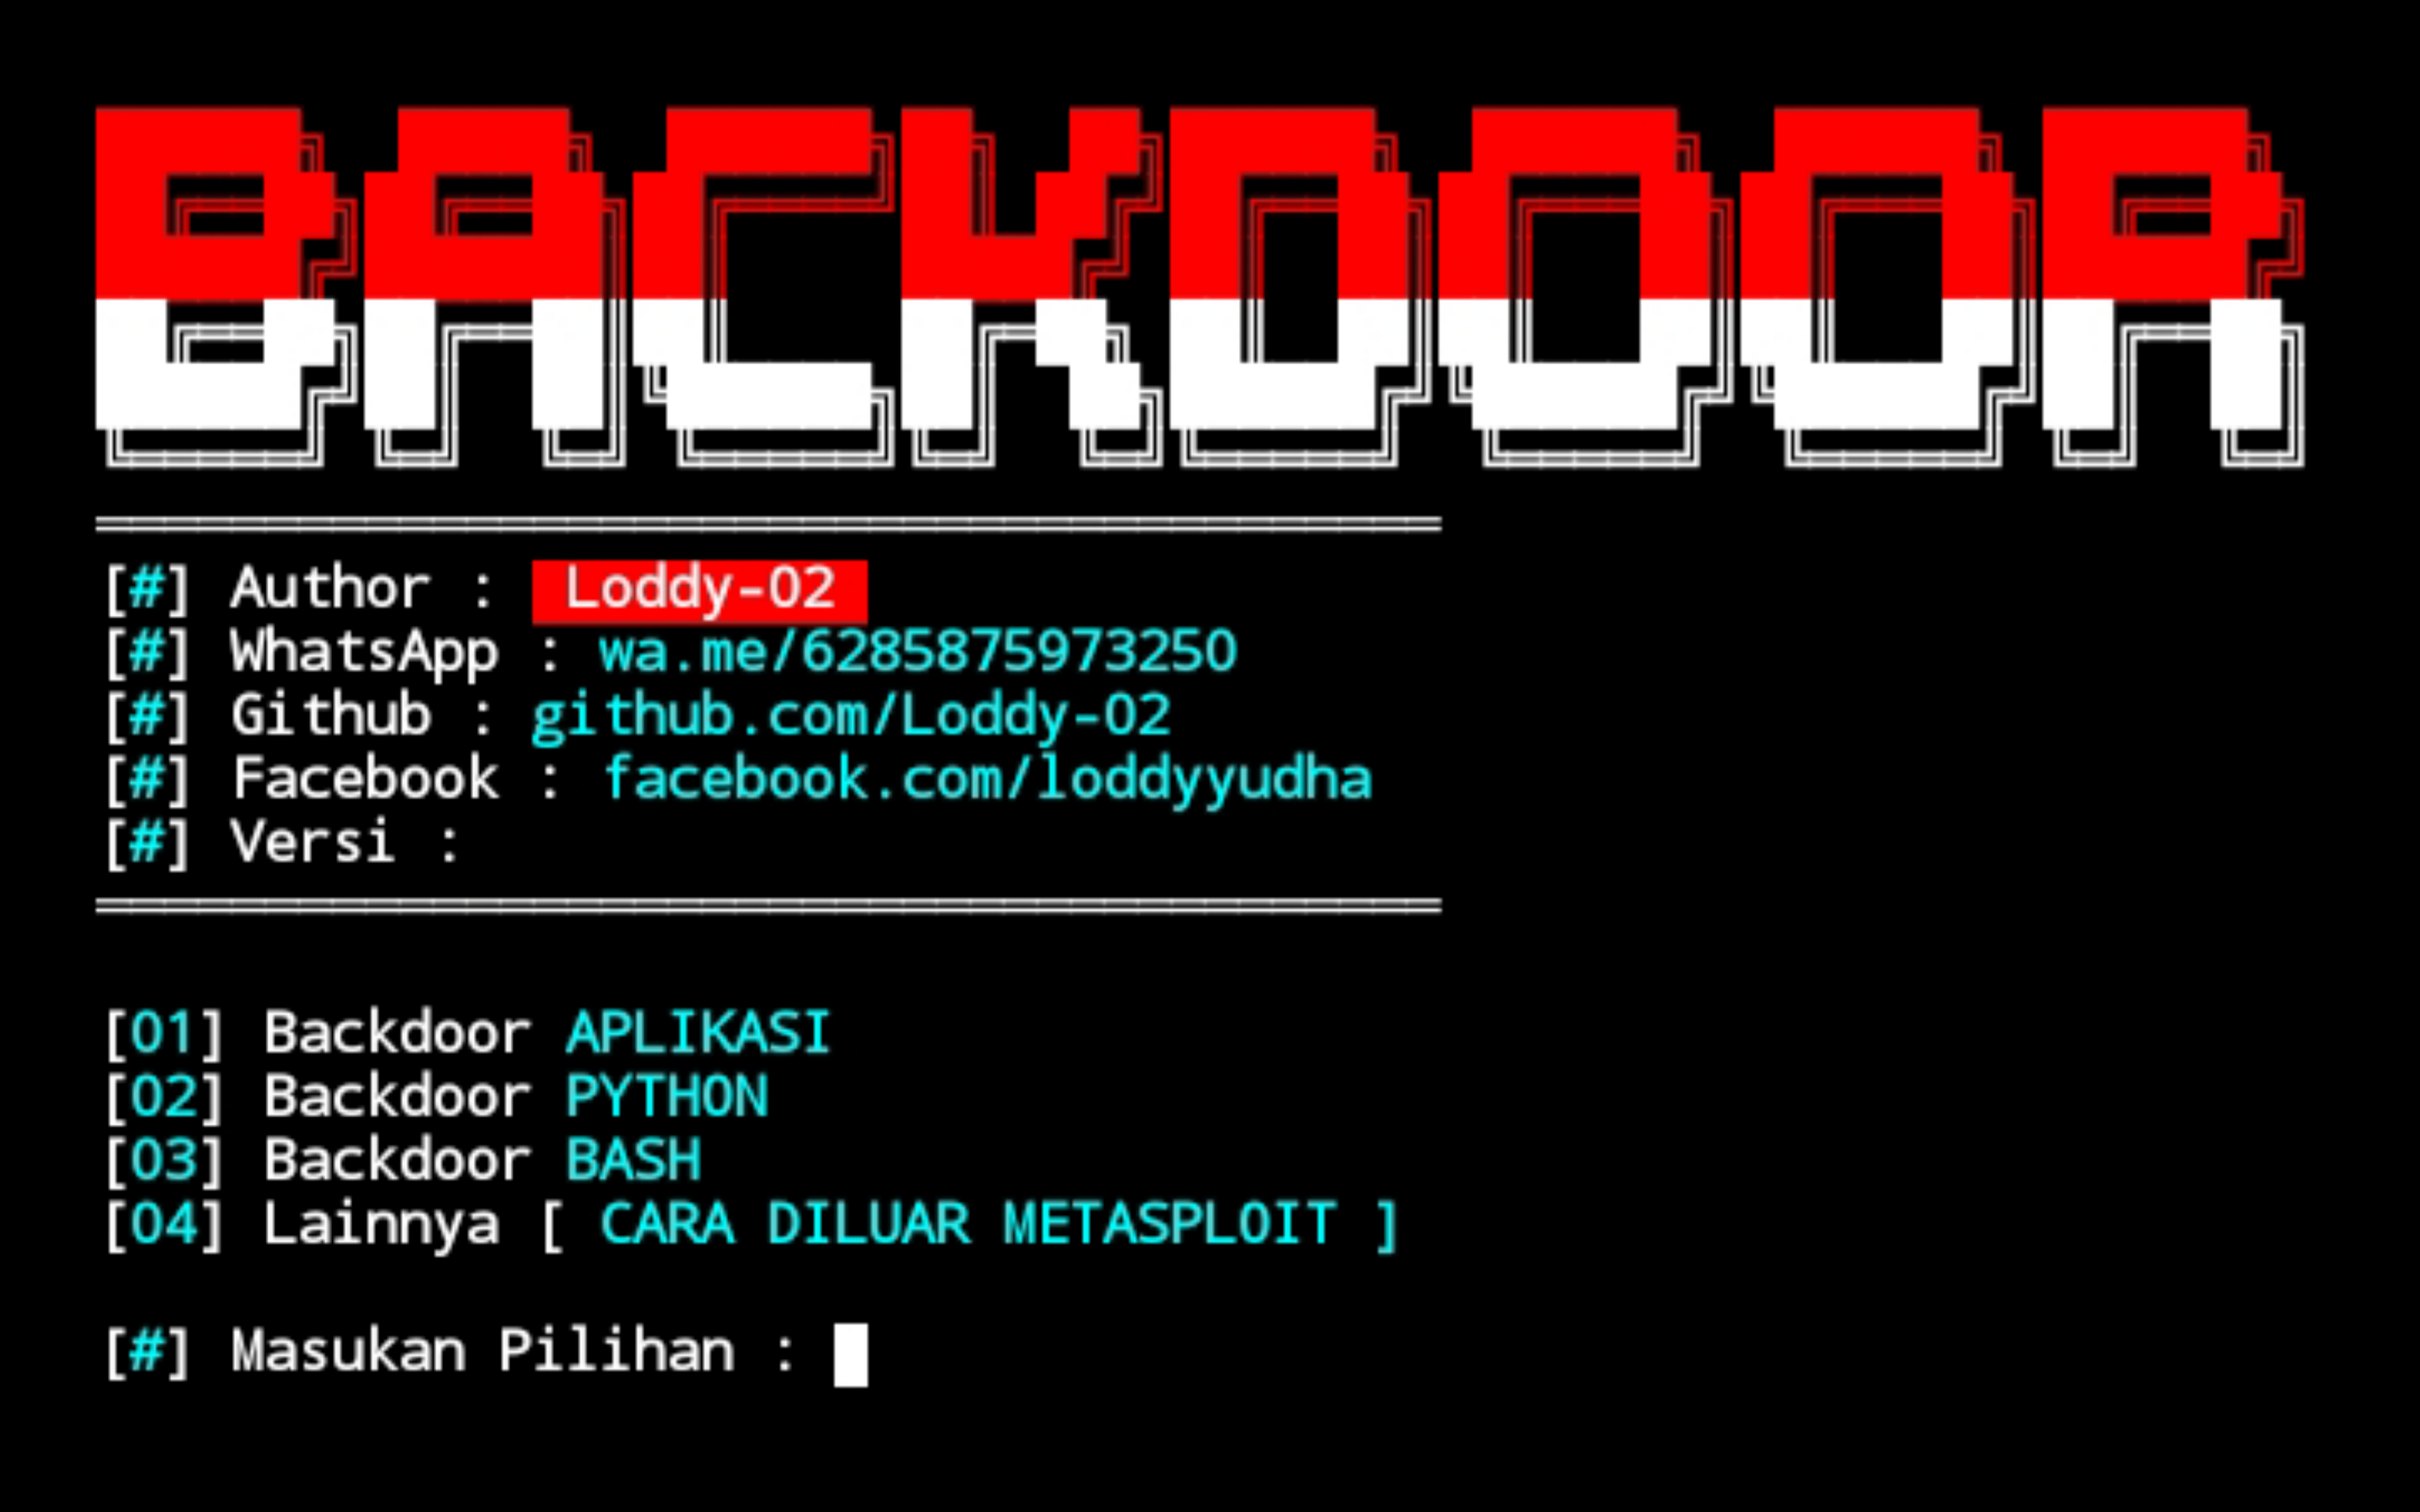 BACKDOOR
[#] Author : Loddy-02
[#] WhatsApp : wa.me/6285875973250
[#] Github : github.com/Loddy-02
[#] Facebook : facebook.com/loddyyudha
[#] Versi :
[01] Backdoor APLIKASI
[02] Backdoor PYTHON
[03] Backdoor BASH
[04] Lainnya [ CARA DILUAR METASPLOIT ]
[#] Masukan Pilihan :